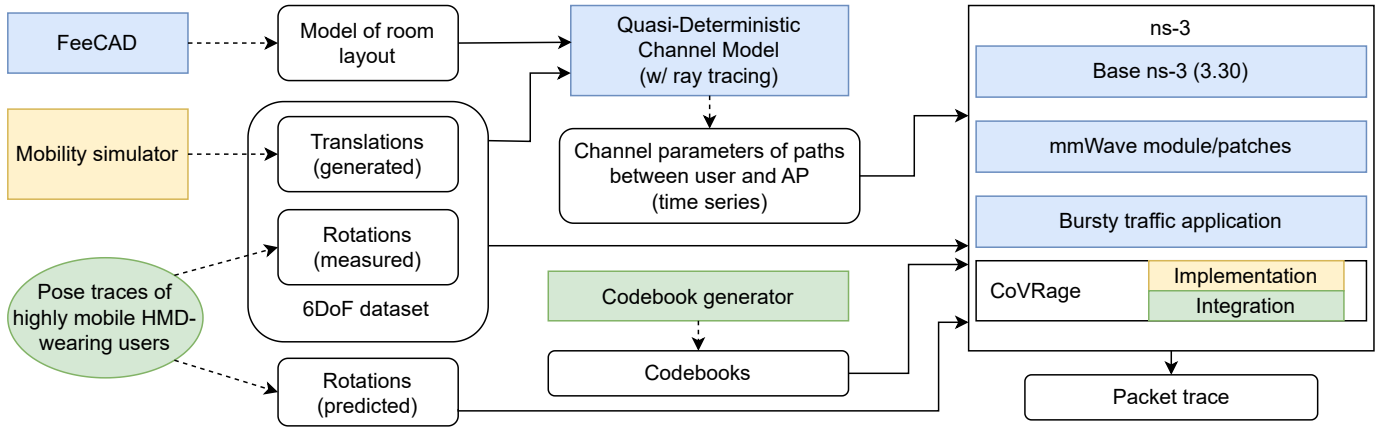 FeeCAD
Model of room
layout
Quasi-Deterministic
Channel Model
(w/ ray tracing)
ns-3
Base ns-3 (3.30)
Mobility simulator
Translations
(generated)
Channel parameters of paths
between user and AP
(time series)
mmWave module/patches
Bursty traffic application
Rotations
(measured)
6DoF dataset
Pose traces of
highly mobile HMD-
wearing users
Codebook generator
CoVRage
Implementation
Integration
Rotations
(predicted)
Codebooks
Packet trace